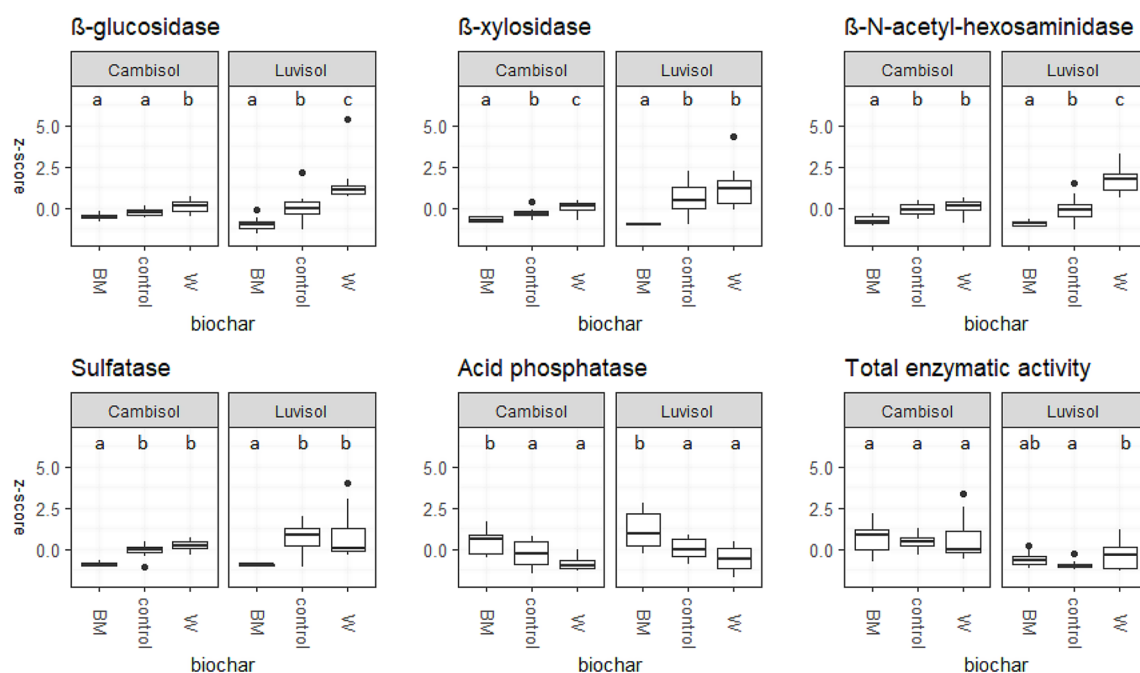 ß-glucosidase ß-xylosidase ß-N-acetyl-hexosaminidase
Cambisol Luvisol Cambisol Luvisol Cambisol Luvisol
a a b a b c a b c a b b a b b a b c
5.0 5.0 5.0
2.5 2.5 2.5
0.0 0.0 0.0
z-score
BM control W BM control W BM control W BM control W BM control W BM control W
biochar biochar biochar
Sulfatase Acid phosphatase Total enzymatic activity
Cambisol Luvisol Cambisol Luvisol Cambisol Luvisol
a b b a b b b a a b a a a a a ab a b
5.0 5.0 5.0
2.5 2.5 2.5
0.0 0.0 0.0
z-score
BM control W BM control W BM control W BM control W BM control W BM control W
biochar biochar biochar